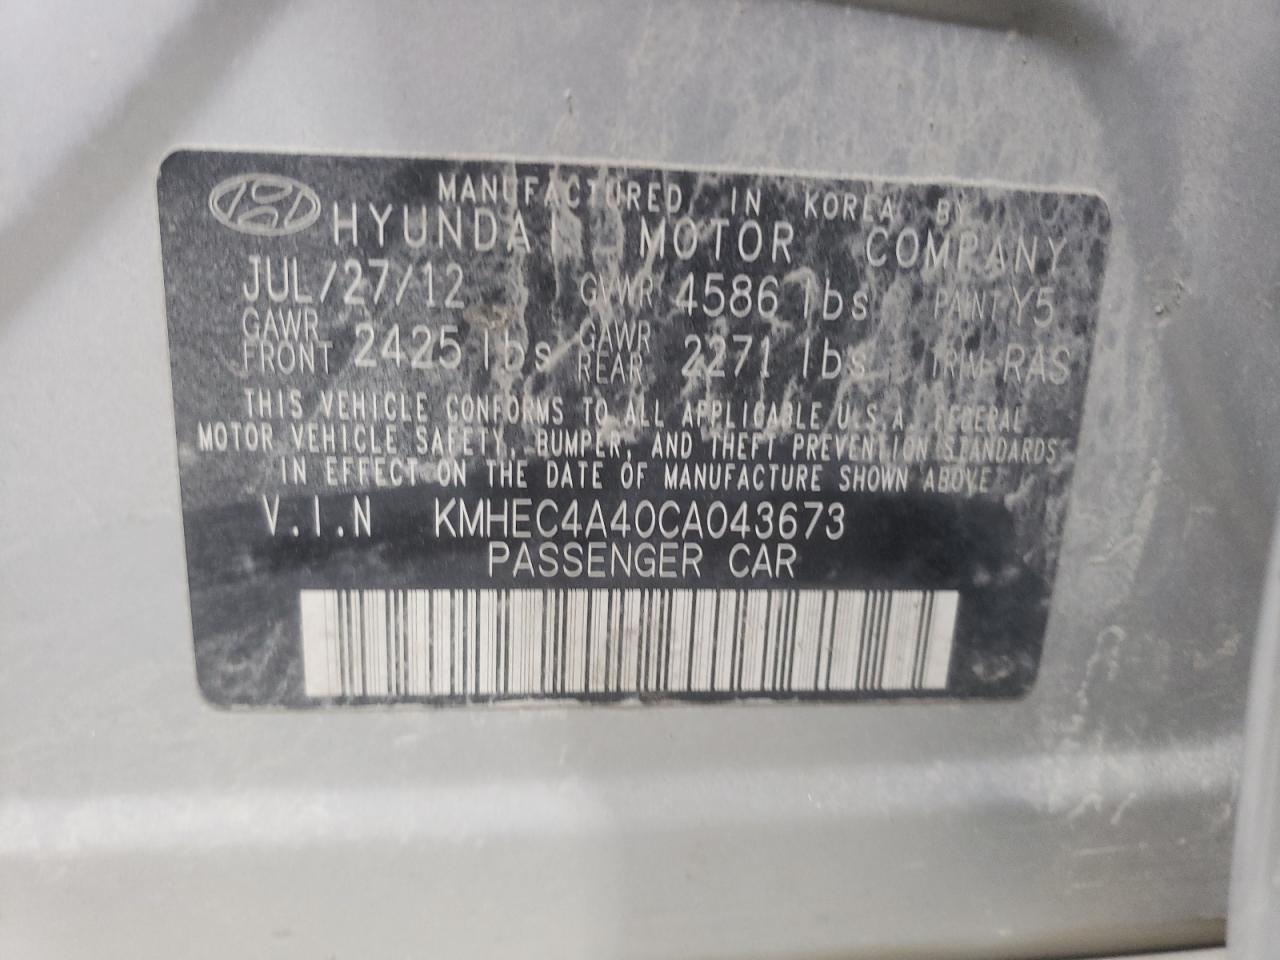 MANUFACTURED IN KOREA BY
HYUNDAI MOTOR COMPANY
JUL/27/12 GVWR 4586 lbs PAINT Y5
GAWR FRONT 2425 lbs GAWR REAR 2271 lbs TRIM RAS
THIS VEHICLE CONFORMS TO ALL APPLICABLE U.S.A. FEDERAL
MOTOR VEHICLE SAFETY, BUMPER, AND THEFT PREVENTION STANDARDS
IN EFFECT ON THE DATE OF MANUFACTURE SHOWN ABOVE
V.I.N KMHEC4A40CA043673
PASSENGER CAR